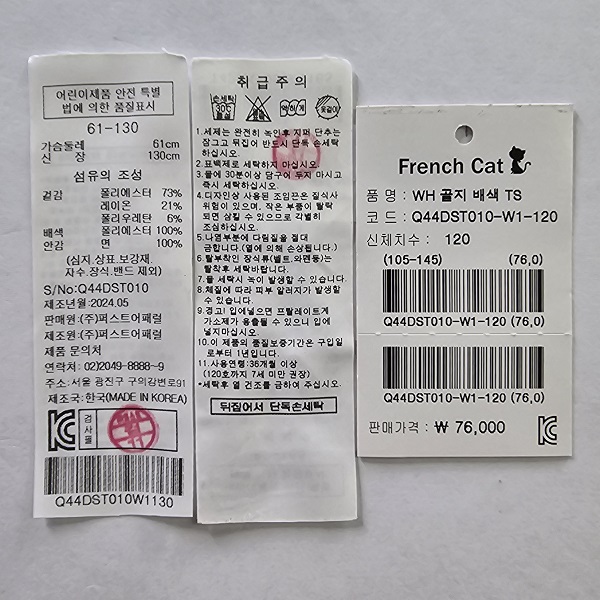 어린이제품 안전 특별
법에 의한 품질표시
61-130
가슴둘레 61cm
신 장 130cm
섬유의 조성
겉감 폴리에스터 73%
레이온 21%
폴리우레탄 6%
배색 폴리에스터 100%
안감 면 100%
(심지.상표.보강재.
자수.장식.밴드 제외)
S/No:Q44DST010
제조년월:2024.05
판매원:(주)퍼스트어패럴
제조원:(주)퍼스트어패럴
제품 문의처
연락처:02)2049-8888~9
주소:서울 광진구 구의강변로91
제조국:한국(MADE IN KOREA)
검사필
Q44DST010W1130
취급주의
손세탁
30℃
중성
약하게
옷걸이
1.세제는 완전히 녹인후 지퍼 단추는
잠그고 뒤집어 반드시 단독 손세탁
하십시오.
2.표백제로 세탁하지 마십시오.
3.물에 30분이상 담구어 두지 마시고
즉시 세탁하십시오.
4.디자인상 사용된 조임끈은 질식사
위험이 있으며, 작은 부품이 탈락
되면 삼킬 수 있으므로 각별히
조심하십시오.
5.나염부분에 다림질을 절대
금합니다.(열에 의해 손상됩니다.)
6.탈부착인 장식류(벨트.와펜등)는
탈착후 세탁바랍니다.
7.물 세탁시 녹이 발생할 수 있습니다.
8.체질에 따라 피부 알러지가 발생할
수 있습니다.
9.경고! 입에넣으면 프탈레이트계
가소제가 용출될 수 있으니 입에
넣지마십시오.
10.이 제품의 품질보증기간은 구입일
로부터 1년입니다.
11.사용연령:36개월 이상
(120호까지 7세 미만 권장)
*세탁후 열 건조를 금하여 주십시오.
뒤집어서 단독손세탁
French Cat
품 명 : WH 골지 배색 TS
코 드 : Q44DST010-W1-120
신체치수 : 120
(105-145) (76,0)
Q44DST010-W1-120 (76,0)
Q44DST010-W1-120 (76,0)
판매가격 : ₩ 76,000